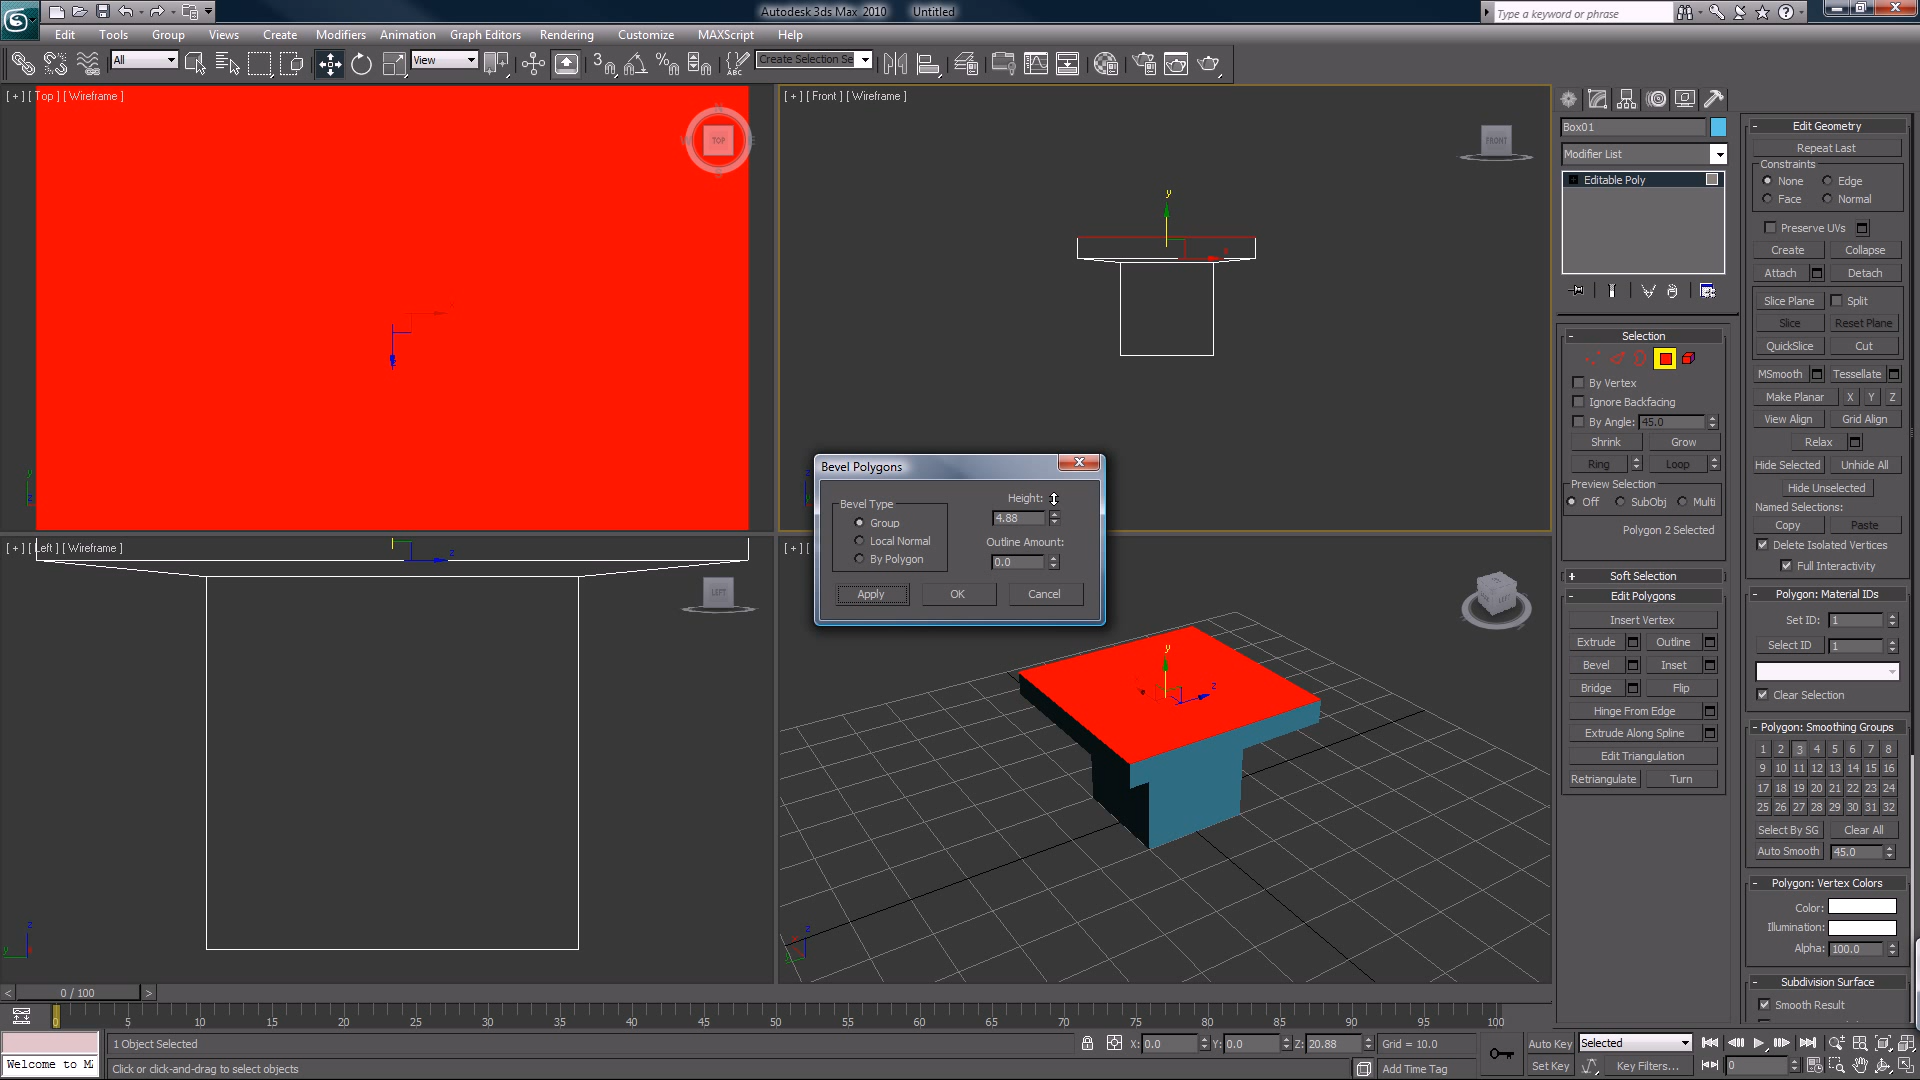 Autodesk 3ds Max 2010 Untitled
Type a keyword or phrase
Edit Tools Group Views Create Modifiers Animation Graph Editors Rendering Customize MAXScript Help
All View Create Selection Se
[ + ] [ Top ] [ Wireframe ]
TOP
[ + ] [ Front ] [ Wireframe ]
FRONT
y
[ + ] [ Left ] [ Wireframe ]
LEFT
z
Bevel Polygons
Bevel Type
Group
Local Normal
By Polygon
Height:
4.88
Outline Amount:
0.0
Apply OK Cancel
y
z
Box01
Modifier List
Editable Poly
Selection
By Vertex
Ignore Backfacing
By Angle: 45.0
Shrink Grow
Ring Loop
Preview Selection
Off SubObj Multi
Polygon 2 Selected
Soft Selection
Edit Polygons
Insert Vertex
Extrude Outline
Bevel Inset
Bridge Flip
Hinge From Edge
Extrude Along Spline
Edit Triangulation
Retriangulate Turn
Edit Geometry
Repeat Last
Constraints
None Edge
Face Normal
Preserve UVs
Create Collapse
Attach Detach
Slice Plane Split
Slice Reset Plane
QuickSlice Cut
MSmooth Tessellate
Make Planar X Y Z
View Align Grid Align
Relax
Hide Selected Unhide All
Hide Unselected
Named Selections:
Copy Paste
Delete Isolated Vertices
Full Interactivity
Polygon: Material IDs
Set ID: 1
Select ID 1
Clear Selection
Polygon: Smoothing Groups
1 2 3 4 5 6 7 8
9 10 11 12 13 14 15 16
17 18 19 20 21 22 23 24
25 26 27 28 29 30 31 32
Select By SG Clear All
Auto Smooth 45.0
Polygon: Vertex Colors
Color:
Illumination:
Alpha: 100.0
Subdivision Surface
Smooth Result
< 0 / 100 >
0 5 10 15 20 25 30 35 40 45 50 55 60 65 70 75 80 85 90 95 100
1 Object Selected X: 0.0 Y: 0.0 Z: 20.88 Grid = 10.0 Auto Key Selected
Welcome to M
Click or click-and-drag to select objects Add Time Tag Set Key Key Filters... 0